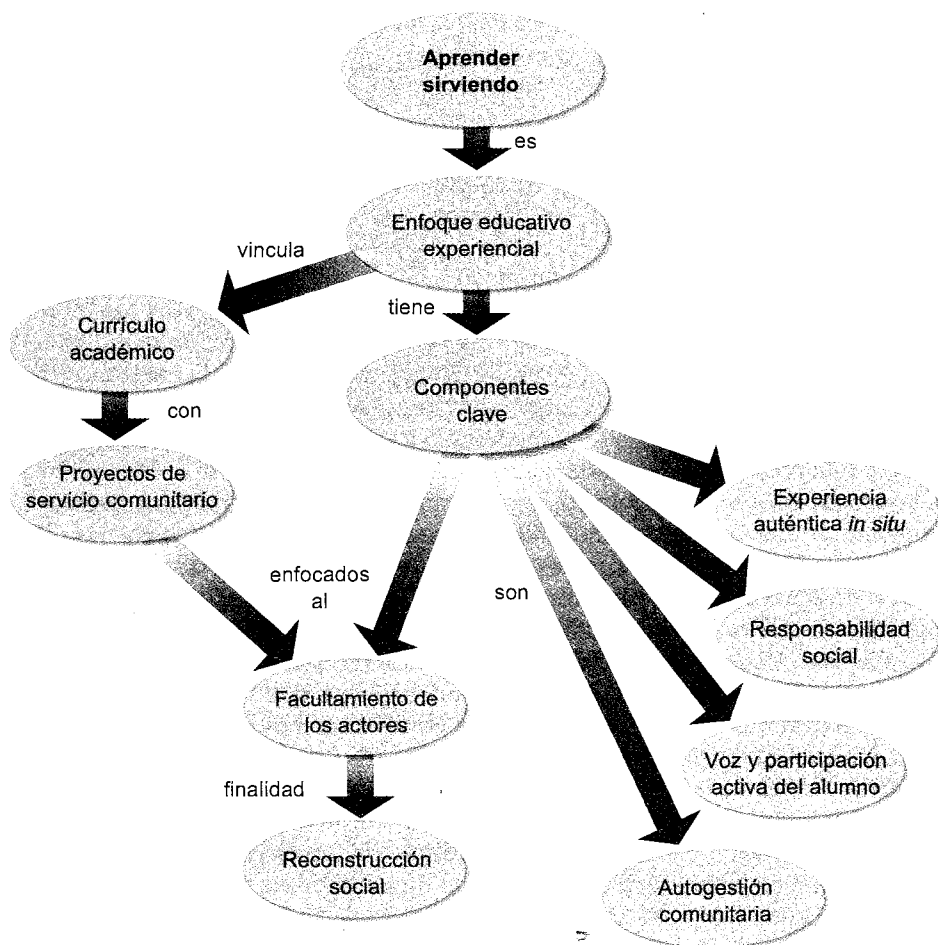 Aprender
sirviendo
es
Enfoque educativo
experiencial
vincula
tiene
Currículo
académico
Componentes
clave
con
Proyectos de
servicio comunitario
Experiencia
auténtica in situ
enfocados
al
son
Responsabilidad
social
Facultamiento de
los actores
Voz y participación
activa del alumno
finalidad
Reconstrucción
social
Autogestión
comunitaria